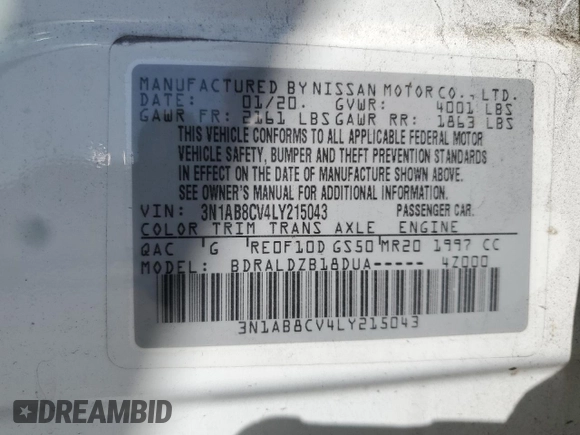 MANUFACTURED BY NISSAN MOTOR CO., LTD.
DATE: 01/20. GVWR: 4001 LBS
GAWR FR: 2161 LBS GAWR RR: 1863 LBS
THIS VEHICLE CONFORMS TO ALL APPLICABLE FEDERAL MOTOR
VEHICLE SAFETY, BUMPER AND THEFT PREVENTION STANDARDS
IN EFFECT ON THE DATE OF MANUFACTURE SHOWN ABOVE.
SEE OWNER'S MANUAL FOR ADDITIONAL INFORMATION.
VIN: 3N1AB8CV4LY215043 PASSENGER CAR.
COLOR TRIM TRANS AXLE ENGINE
QAC G RE0F10D GS50 MR20 1997 CC
MODEL: BDRALDZB18DUA----- 4Z000
3N1AB8CV4LY215043
DREAMBID